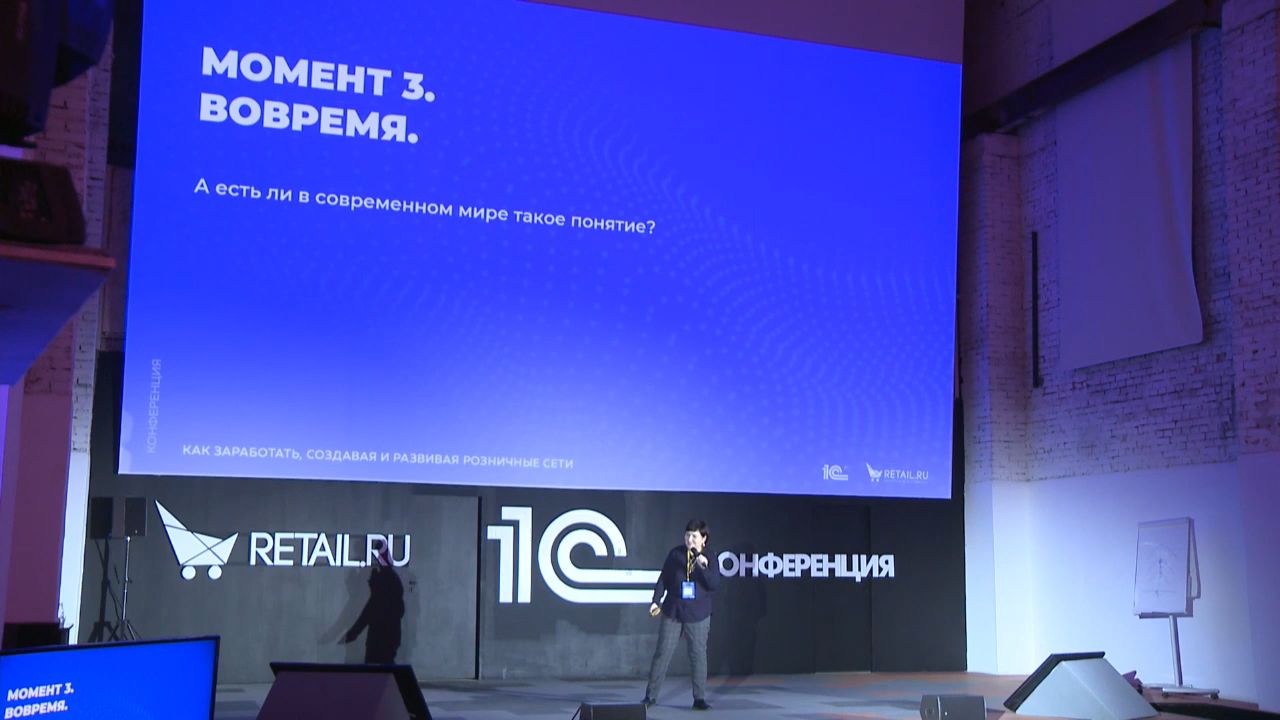 МОМЕНТ 3.
ВОВРЕМЯ.
А есть ли в современном мире такое понятие?
КОНФЕРЕНЦИЯ
КАК ЗАРАБОТАТЬ, СОЗДАВАЯ И РАЗВИВАЯ РОЗНИЧНЫЕ СЕТИ
1С
RETAIL.RU
RETAIL.RU
1С
ОНФЕРЕНЦИЯ
МОМЕНТ 3.
ВОВРЕМЯ.